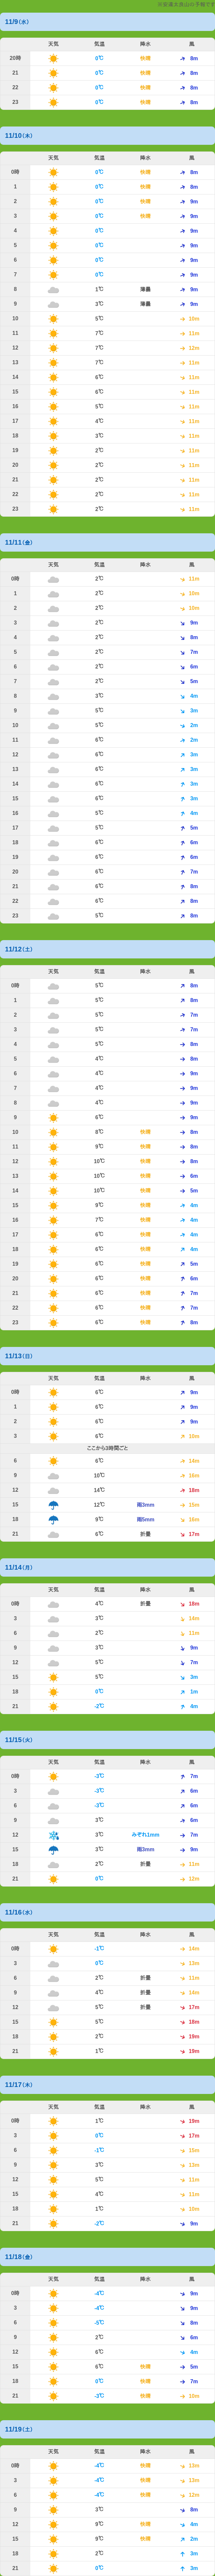 の予報です
11/9(水)
天気 気温 降水 風
20時 0℃ 快晴 8m
21 0℃ 快晴 8m
22 0℃ 快晴 8m
23 0℃ 快晴 8m
11/10(木)
天気 気温 降水 風
0時 0℃ 快晴 8m
1 0℃ 快晴 8m
2 0℃ 快晴 9m
3 0℃ 快晴 9m
4 0℃ 9m
5 0℃ 9m
6 0℃ 9m
7 0℃ 9m
8 1℃ 薄曇 9m
9 3℃ 薄曇 9m
10 5℃ 10m
11 7℃ 11m
12 7℃ 12m
13 7℃ 11m
14 6℃ 11m
15 6℃ 11m
16 5℃ 11m
17 4℃ 11m
18 3℃ 11m
19 2℃ 11m
20 2℃ 11m
21 2℃ 11m
22 2℃ 11m
23 2℃ 11m
11/11(金)
天気 気温 降水 風
0時 2℃ 11m
1 2℃ 10m
2 2℃ 10m
3 2℃ 9m
4 2℃ 8m
5 2℃ 7m
6 2℃ 6m
7 2℃ 5m
8 3℃ 4m
9 5℃ 3m
10 5℃ 2m
11 6℃ 2m
12 6℃ 3m
13 6℃ 3m
14 6℃ 3m
15 6℃ 3m
16 5℃ 4m
17 5℃ 5m
18 6℃ 6m
19 6℃ 6m
20 6℃ 7m
21 6℃ 8m
22 6℃ 8m
23 5℃ 8m
11/12(土)
天気 気温 降水 風
0時 5℃ 8m
1 5℃ 8m
2 5℃ 7m
3 5℃ 7m
4 5℃ 8m
5 4℃ 8m
6 4℃ 9m
7 4℃ 9m
8 4℃ 9m
9 6℃ 9m
10 8℃ 快晴 8m
11 9℃ 快晴 8m
12 10℃ 快晴 8m
13 10℃ 快晴 6m
14 10℃ 快晴 5m
15 9℃ 快晴 4m
16 7℃ 快晴 4m
17 6℃ 快晴 4m
18 6℃ 快晴 4m
19 6℃ 快晴 5m
20 6℃ 快晴 6m
21 6℃ 快晴 7m
22 6℃ 快晴 7m
23 6℃ 快晴 8m
11/13(日)
天気 気温 降水 風
0時 6℃ 9m
1 6℃ 9m
2 6℃ 9m
3 6℃ 10m
ここから3時間ごと
6 6℃ 14m
9 10℃ 16m
12 14℃ 18m
15 12℃ 雨3mm 15m
18 9℃ 雨5mm 16m
21 6℃ 折曇 17m
11/14(月)
天気 気温 降水 風
0時 4℃ 折曇 18m
3 3℃ 14m
6 2℃ 11m
9 3℃ 9m
12 5℃ 7m
15 5℃ 3m
18 0℃ 1m
21 -2℃ 4m
11/15(火)
天気 気温 降水 風
0時 -3℃ 7m
3 -3℃ 6m
6 -3℃ 6m
9 3℃ 6m
12 3℃ みぞれ1mm 7m
15 3℃ 雨3mm 9m
18 2℃ 折曇 11m
21 0℃ 12m
11/16(水)
天気 気温 降水 風
0時 -1℃ 14m
3 0℃ 13m
6 2℃ 折曇 11m
9 4℃ 折曇 14m
12 5℃ 折曇 17m
15 5℃ 18m
18 2℃ 19m
21 1℃ 19m
11/17(木)
天気 気温 降水 風
0時 1℃ 19m
3 0℃ 17m
6 -1℃ 15m
9 3℃ 13m
12 5℃ 11m
15 4℃ 11m
18 1℃ 10m
21 -2℃ 9m
11/18(金)
天気 気温 降水 風
0時 -4℃ 9m
3 -4℃ 9m
6 -5℃ 8m
9 2℃ 6m
12 6℃ 4m
15 6℃ 快晴 5m
18 0℃ 快晴 7m
21 -3℃ 快晴 10m
11/19(土)
天気 気温 降水 風
0時 -4℃ 快晴 13m
3 -4℃ 快晴 13m
6 -4℃ 快晴 12m
9 3℃ 8m
12 9℃ 快晴 4m
15 9℃ 快晴 2m
18 2℃ 3m
21 0℃ 3m